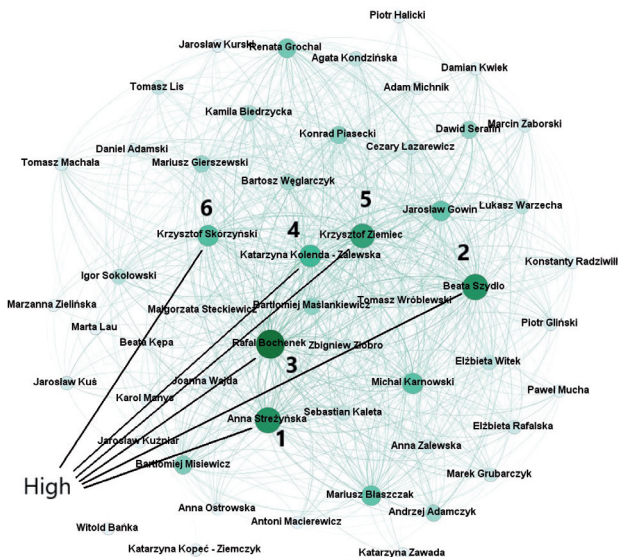 Piotr Halicki
Jarosław Kurski
Renata Grochal
Agata Kondzińska
Damian Kwiek
Tomasz Lis
Adam Michnik
Kamila Biedrzycka
Konrad Piasecki
Dawid Serafin
Marcin Zaborski
Daniel Adamski
Cezary Łazarewicz
Tomasz Machała
Mariusz Gierszewski
Bartosz Węglarczyk
6
5
Jarosław Gowin
Łukasz Warzecha
Krzysztof Skórzyński
4
Krzysztof Ziemiec
2
Katarzyna Kolenda - Zalewska
Konstanty Radziwiłł
Igor Sokołowski
Beata Szydło
Marzanna Zielińska
Małgorzata Steckiewicz
Bartłomiej Maślankiewicz
Tomasz Wróblewski
Marta Lau
Piotr Gliński
Beata Kępa
Rafał Bochenek
Zbigniew Ziobro
3
Elżbieta Witek
Jarosław Kuś
Joanna Wajda
Michał Karnowski
Paweł Mucha
Karol Manys
Anna Streżyńska
Sebastian Kaleta
Elżbieta Rafalska
1
Jarosław Kuźniar
Anna Zalewska
Bartłomiej Misiewicz
Marek Grubarczyk
High
Mariusz Błaszczak
Anna Ostrowska
Andrzej Adamczyk
Antoni Macierewicz
Witold Bańka
Katarzyna Kopeć - Ziemczyk
Katarzyna Zawada